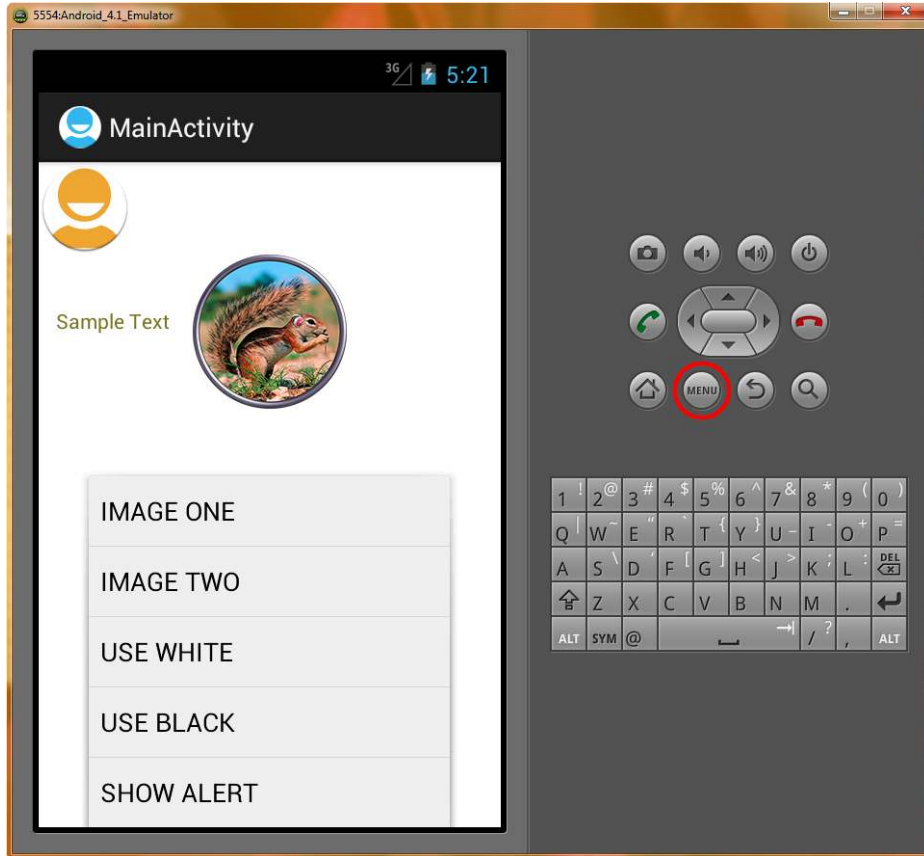 5554:Android_4.1_Emulator
3G 5:21
MainActivity
Sample Text
IMAGE ONE
IMAGE TWO
USE WHITE
USE BLACK
SHOW ALERT
MENU
1 ! 2 @ 3 # 4 $ 5 % 6 ^ 7 & 8 * 9 ( 0 )
Q | W ~ E “ R ` T { Y } U _ I - O + P =
A S \ D ‘ F [ G ] H < J > K ; L : DEL
Z X C V B N M .
ALT SYM @ / ? , ALT